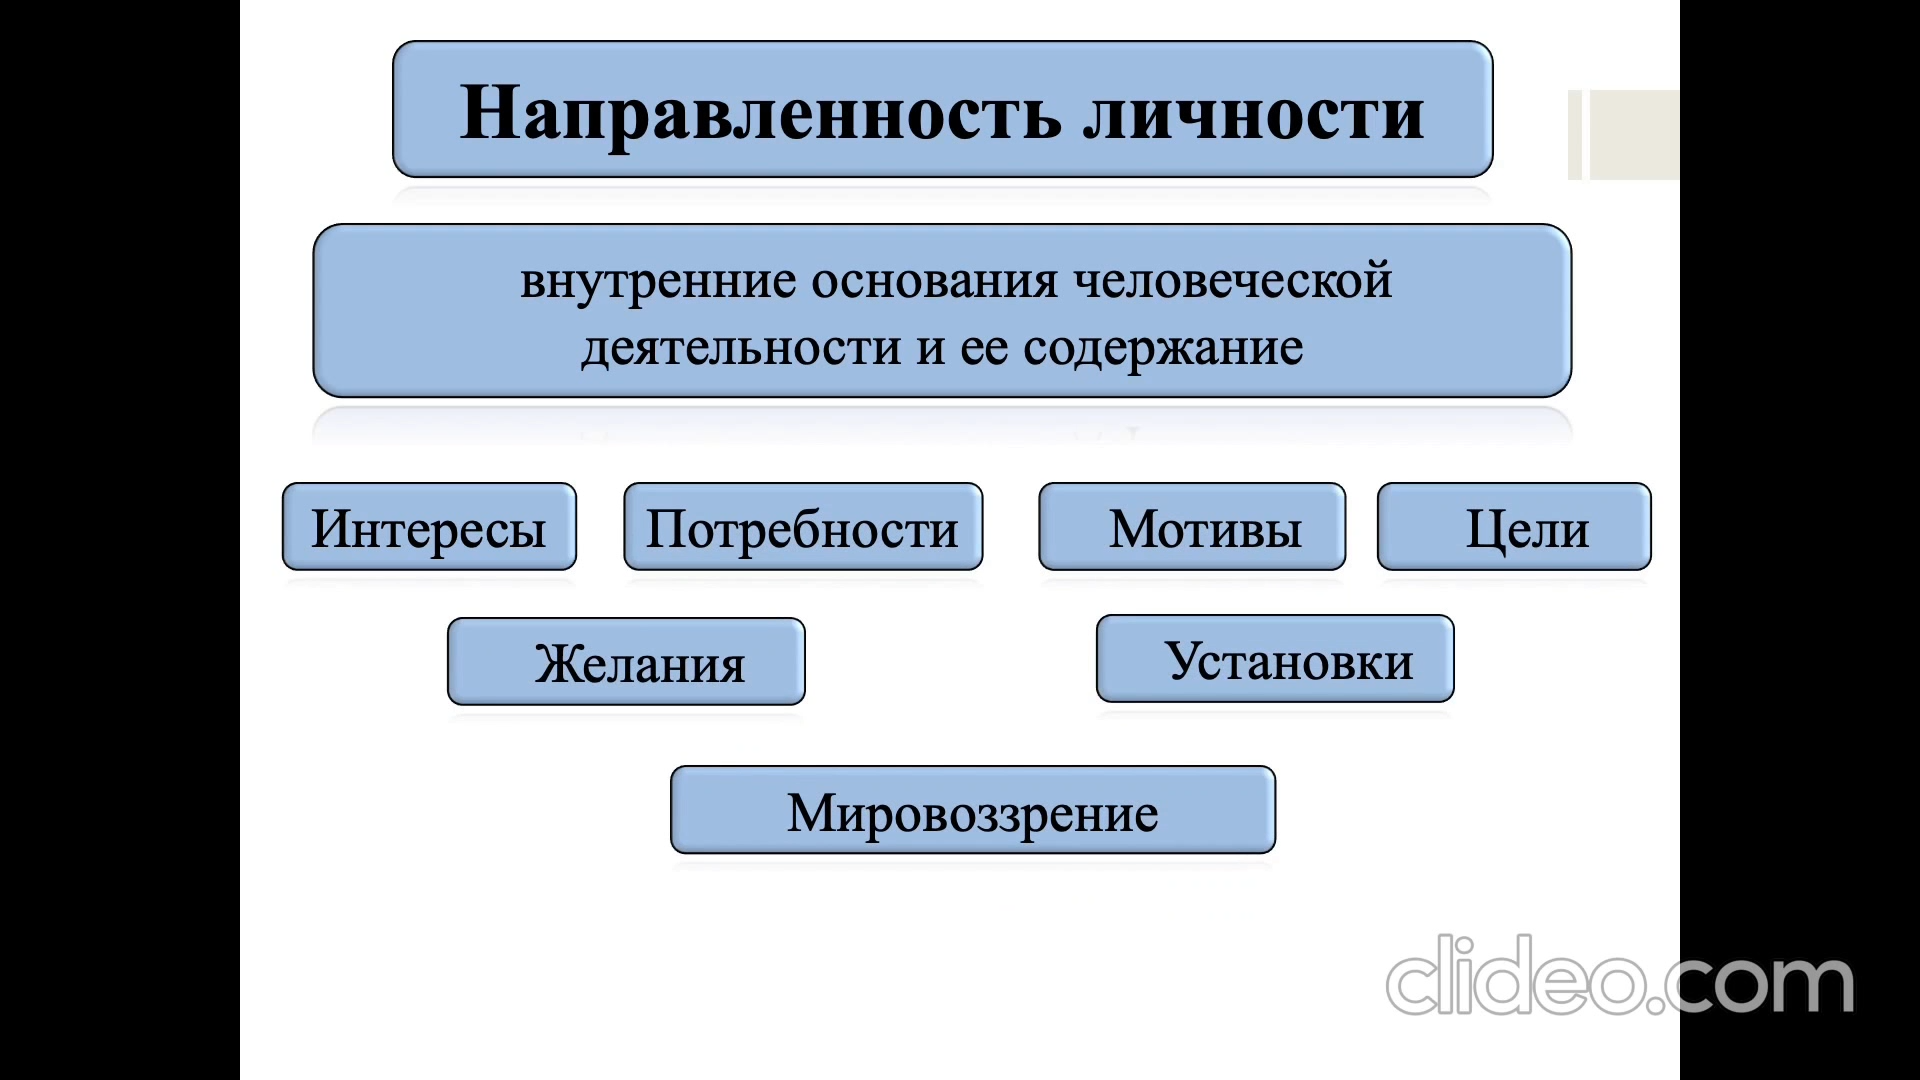 Направленность личности
внутренние основания человеческой
деятельности и ее содержание
Интересы Потребности Мотивы Цели
Желания Установки
Мировоззрение
clideo.com